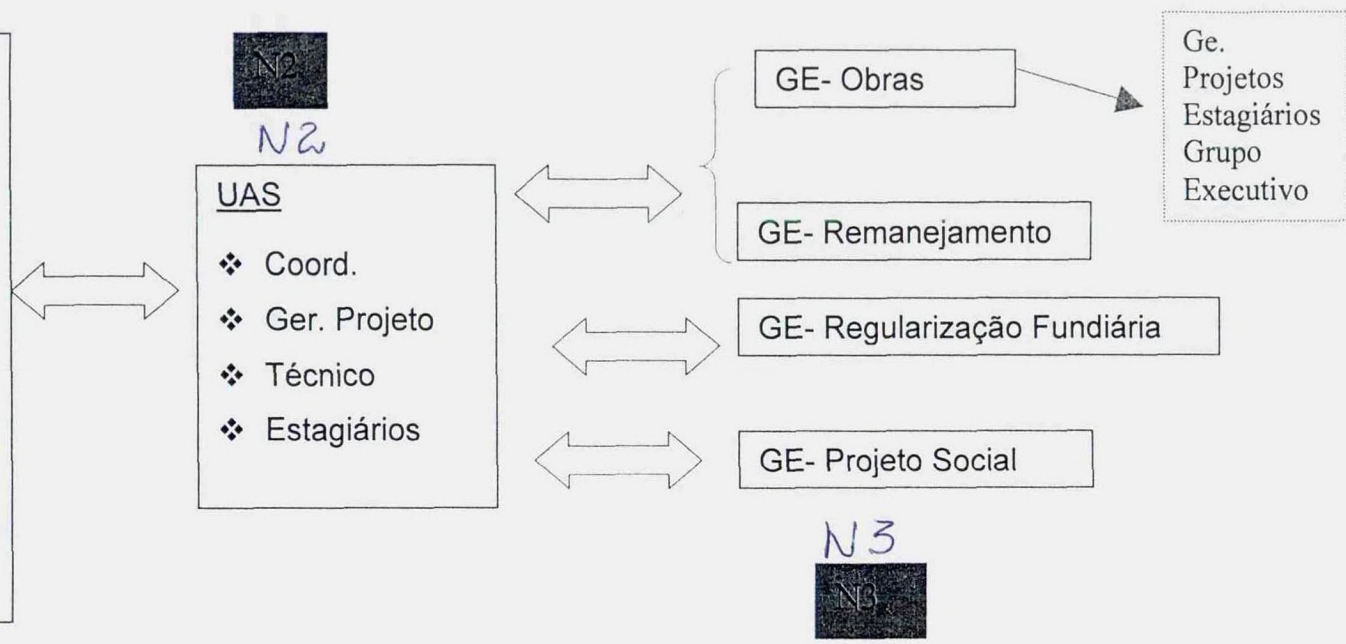 N2
N2
UAS
❖ Coord.
❖ Ger. Projeto
❖ Técnico
❖ Estagiários
GE- Obras
GE- Remanejamento
GE- Regularização Fundiária
GE- Projeto Social
Ge.
Projetos
Estagiários
Grupo
Executivo
N3
N3